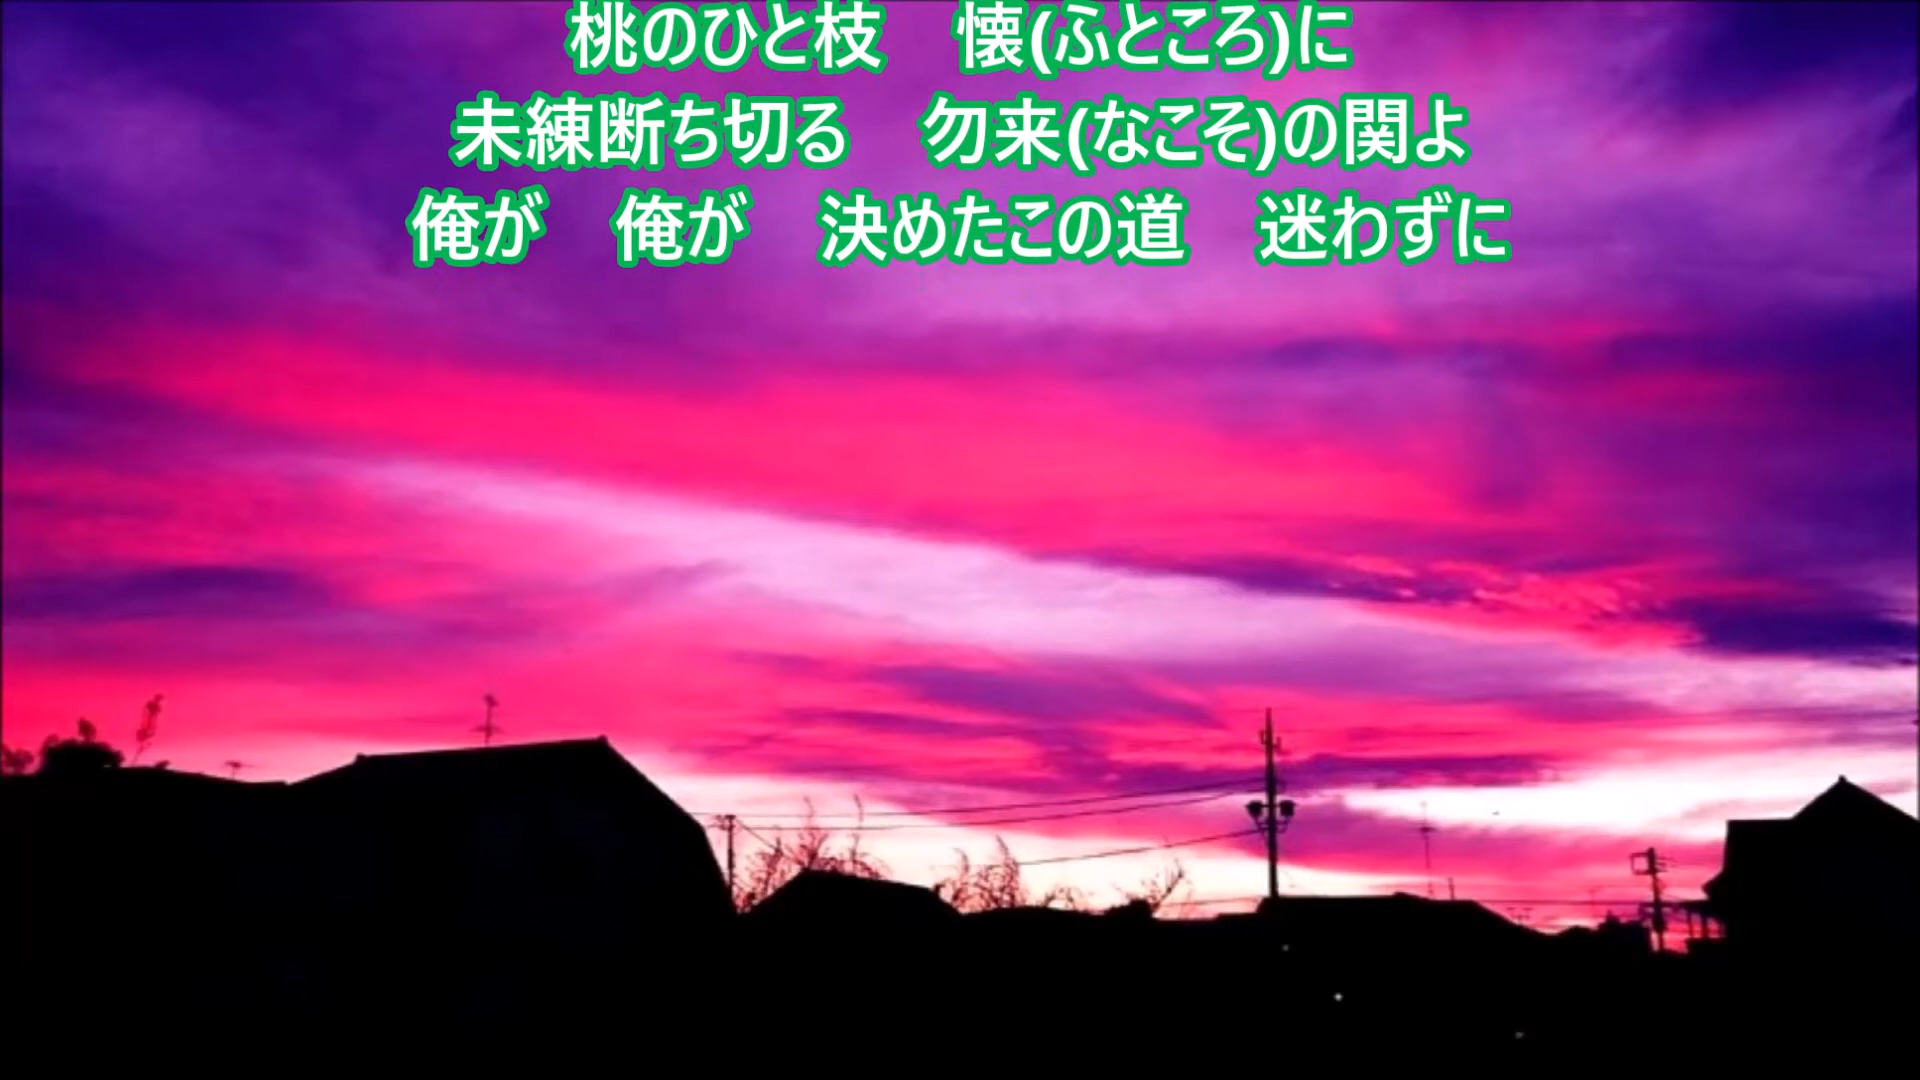 桃のひと枝　懐(ふところ)に
未練断ち切る　勿来(なこそ)の関よ
俺が　俺が　決めたこの道　迷わずに